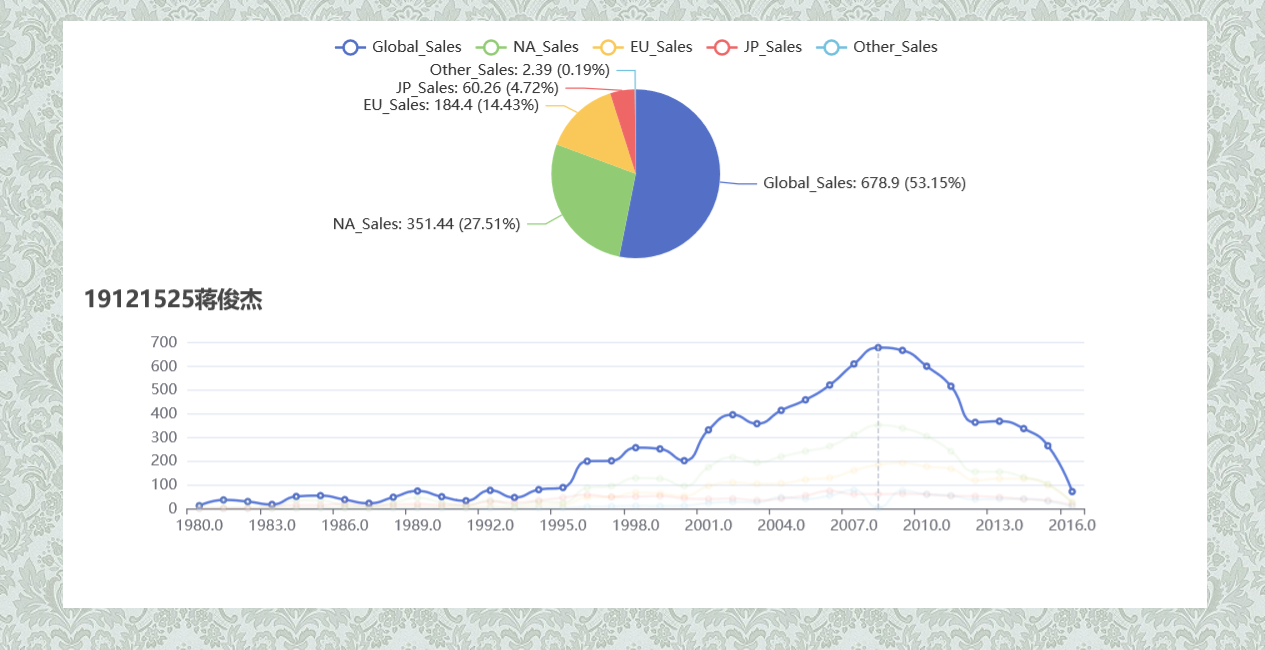 Global_Sales NA_Sales EU_Sales JP_Sales Other_Sales
Other_Sales: 2.39 (0.19%)
JP_Sales: 60.26 (4.72%)
EU_Sales: 184.4 (14.43%)
Global_Sales: 678.9 (53.15%)
NA_Sales: 351.44 (27.51%)
19121525蒋俊杰
700
600
500
400
300
200
100
0
1980.0 1983.0 1986.0 1989.0 1992.0 1995.0 1998.0 2001.0 2004.0 2007.0 2010.0 2013.0 2016.0